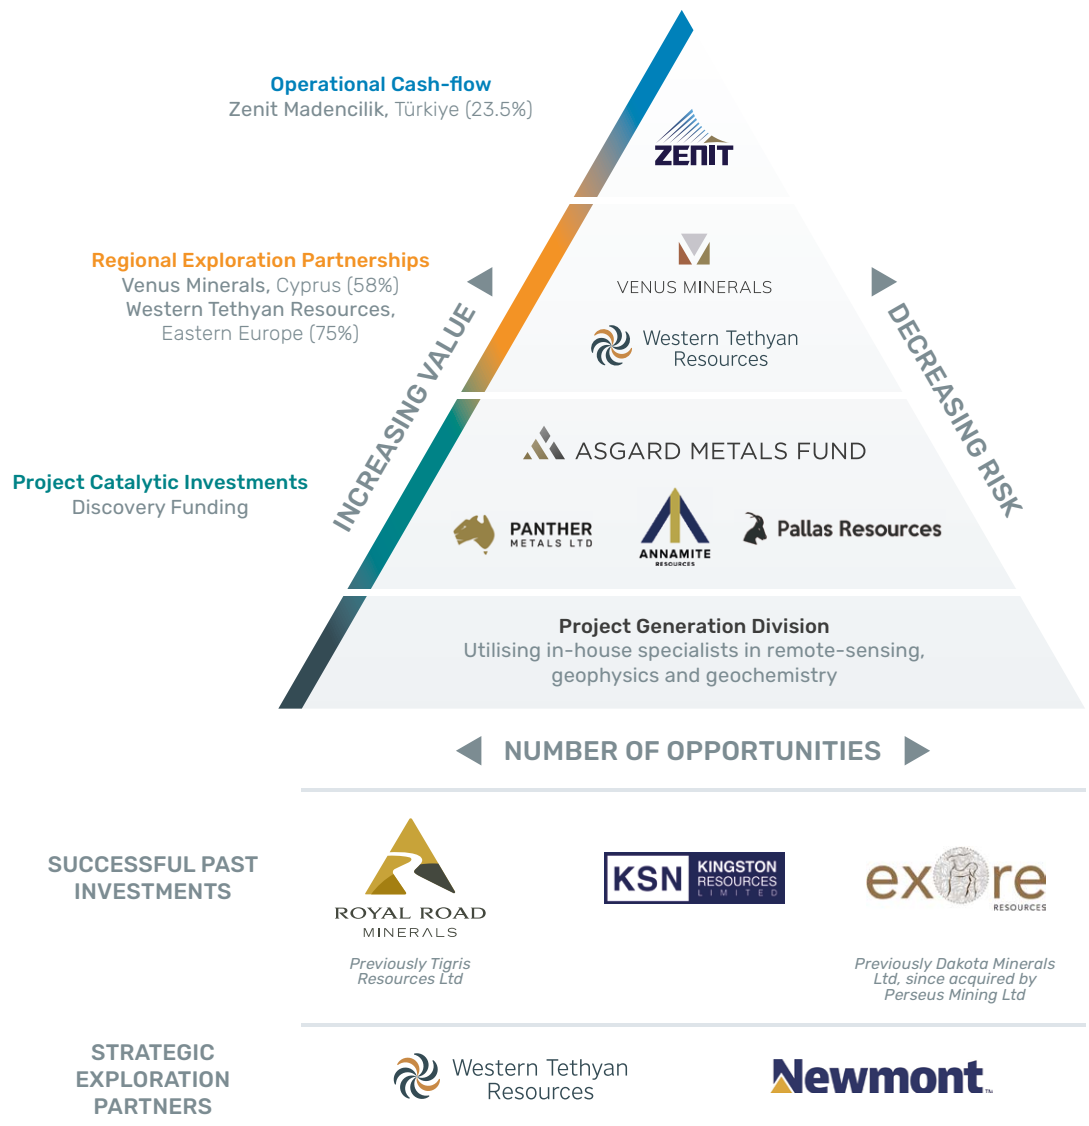 Operational Cash-flow
Zenit Madencilik, Türkiye (23.5%)
ZENIT
Regional Exploration Partnerships
Venus Minerals, Cyprus (58%)
Western Tethyan Resources,
Eastern Europe (75%)
VENUS MINERALS
Western Tethyan
Resources
INCREASING VALUE
DECREASING RISK
Project Catalytic Investments
Discovery Funding
ASGARD METALS FUND
PANTHER
METALS LTD
ANNAMITE
RESOURCES
Pallas Resources
Project Generation Division
Utilising in-house specialists in remote-sensing,
geophysics and geochemistry
NUMBER OF OPPORTUNITIES
SUCCESSFUL PAST
INVESTMENTS
ROYAL ROAD
MINERALS
Previously Tigris
Resources Ltd
KSN
KINGSTON
RESOURCES
LIMITED
exore
RESOURCES
Previously Dakota Minerals
Ltd, since acquired by
Perseus Mining Ltd
STRATEGIC
EXPLORATION
PARTNERS
Western Tethyan
Resources
Newmont™